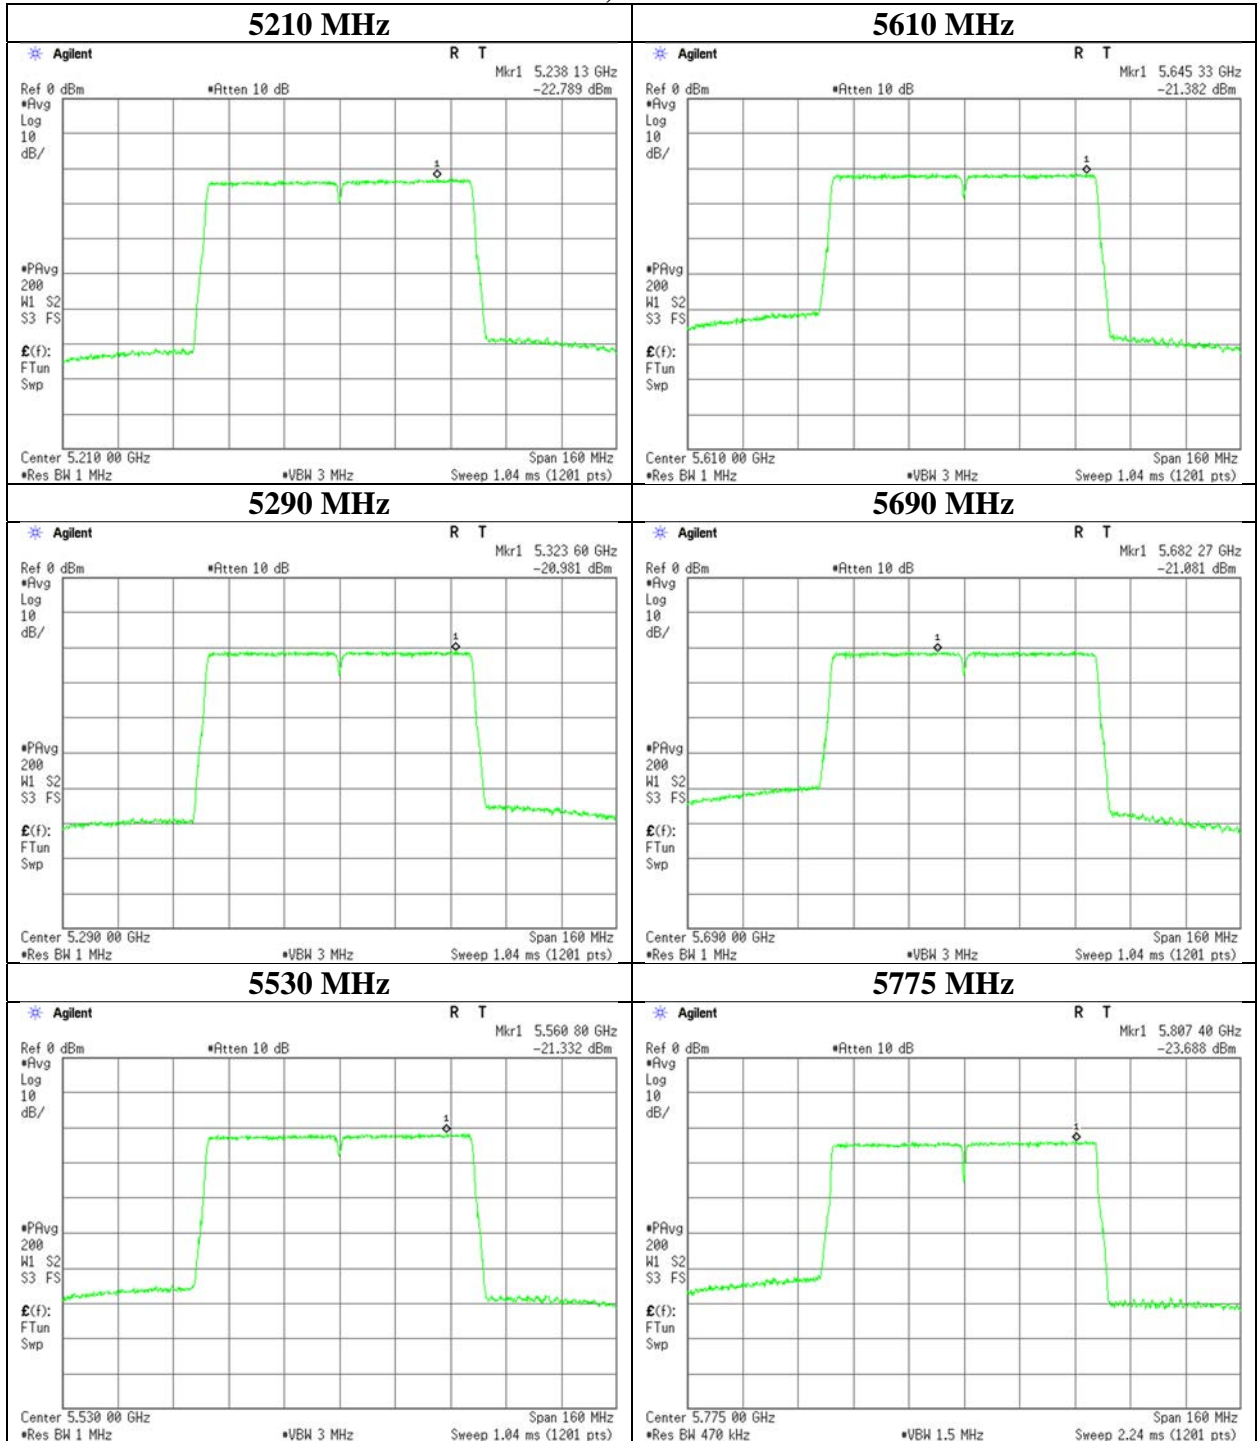 5210 MHz
Agilent
R T
Mkr1 5.238 13 GHz
Ref 0 dBm
#Atten 10 dB
-22.789 dBm
#Avg
Log
10
dB/
1
#PAvg
200
W1 S2
S3 FS
£(f):
FTun
Swp
Center 5.210 00 GHz
Span 160 MHz
#Res BW 1 MHz
#VBW 3 MHz
Sweep 1.04 ms (1201 pts)
5610 MHz
Agilent
R T
Mkr1 5.645 33 GHz
Ref 0 dBm
#Atten 10 dB
-21.382 dBm
#Avg
Log
10
dB/
1
#PAvg
200
W1 S2
S3 FS
£(f):
FTun
Swp
Center 5.610 00 GHz
Span 160 MHz
#Res BW 1 MHz
#VBW 3 MHz
Sweep 1.04 ms (1201 pts)
5290 MHz
Agilent
R T
Mkr1 5.323 60 GHz
Ref 0 dBm
#Atten 10 dB
-20.981 dBm
#Avg
Log
10
dB/
1
#PAvg
200
W1 S2
S3 FS
£(f):
FTun
Swp
Center 5.290 00 GHz
Span 160 MHz
#Res BW 1 MHz
#VBW 3 MHz
Sweep 1.04 ms (1201 pts)
5690 MHz
Agilent
R T
Mkr1 5.682 27 GHz
Ref 0 dBm
#Atten 10 dB
-21.081 dBm
#Avg
Log
10
dB/
1
#PAvg
200
W1 S2
S3 FS
£(f):
FTun
Swp
Center 5.690 00 GHz
Span 160 MHz
#Res BW 1 MHz
#VBW 3 MHz
Sweep 1.04 ms (1201 pts)
5530 MHz
Agilent
R T
Mkr1 5.560 80 GHz
Ref 0 dBm
#Atten 10 dB
-21.332 dBm
#Avg
Log
10
dB/
1
#PAvg
200
W1 S2
S3 FS
£(f):
FTun
Swp
Center 5.530 00 GHz
Span 160 MHz
#Res BW 1 MHz
#VBW 3 MHz
Sweep 1.04 ms (1201 pts)
5775 MHz
Agilent
R T
Mkr1 5.807 40 GHz
Ref 0 dBm
#Atten 10 dB
-23.688 dBm
#Avg
Log
10
dB/
1
#PAvg
200
W1 S2
S3 FS
£(f):
FTun
Swp
Center 5.775 00 GHz
Span 160 MHz
#Res BW 470 kHz
#VBW 1.5 MHz
Sweep 2.24 ms (1201 pts)